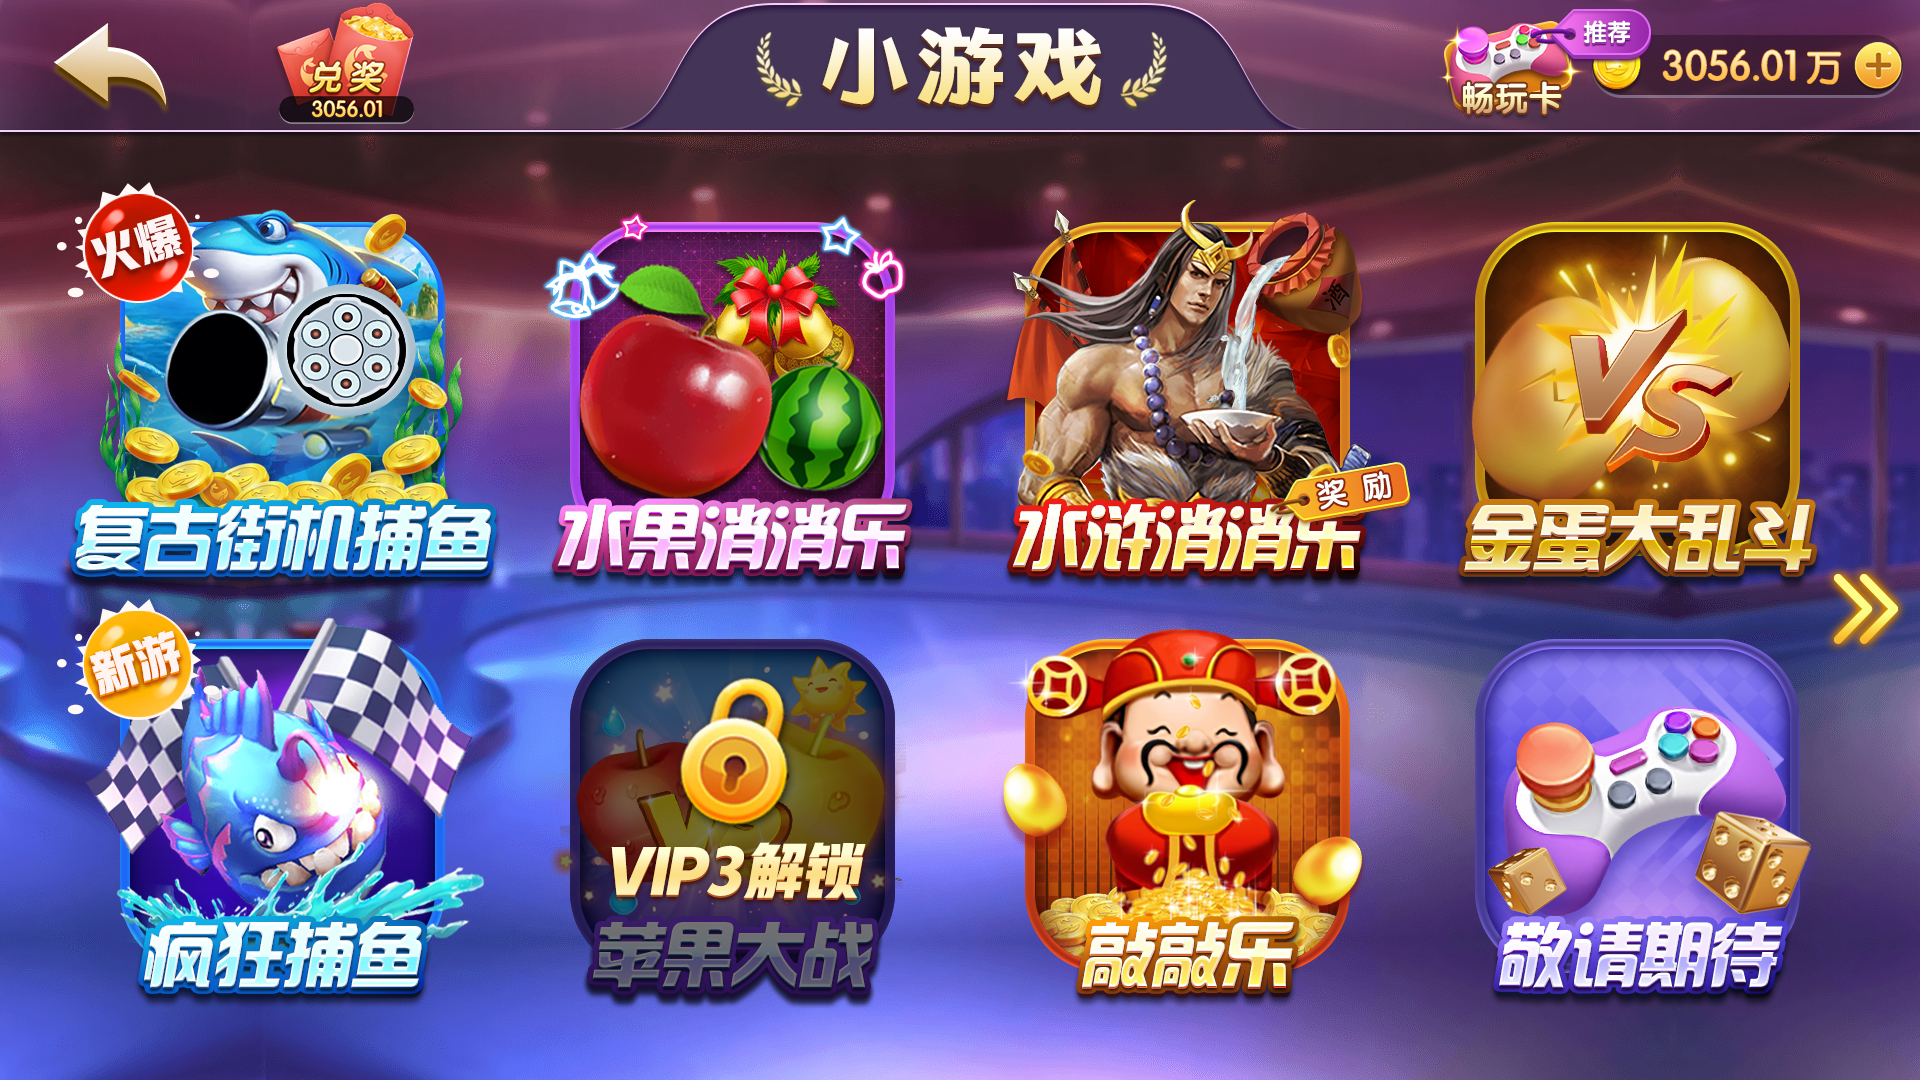 兑奖
3056.01
小游戏
推荐
畅玩卡
3056.01万
火爆
复古街机捕鱼
水果消消乐
酒
奖励
水浒消消乐
VS
金蛋大乱斗
新游
疯狂捕鱼
VS
VIP3解锁
苹果大战
敲敲乐
敬请期待